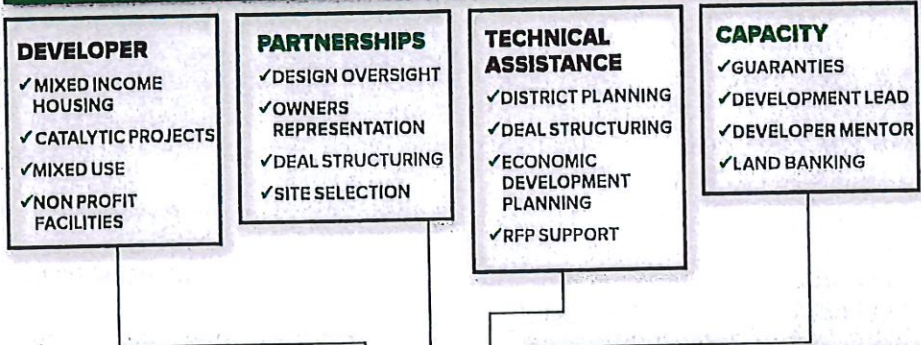 DEVELOPER
✓MIXED INCOME
HOUSING
✓CATALYTIC PROJECTS
✓MIXED USE
✓NON PROFIT
FACILITIES
PARTNERSHIPS
✓DESIGN OVERSIGHT
✓OWNERS
REPRESENTATION
✓DEAL STRUCTURING
✓SITE SELECTION
TECHNICAL
ASSISTANCE
✓DISTRICT PLANNING
✓DEAL STRUCTURING
✓ECONOMIC
DEVELOPMENT
PLANNING
✓RFP SUPPORT
CAPACITY
✓GUARANTIES
✓DEVELOPMENT LEAD
✓DEVELOPER MENTOR
✓LAND BANKING